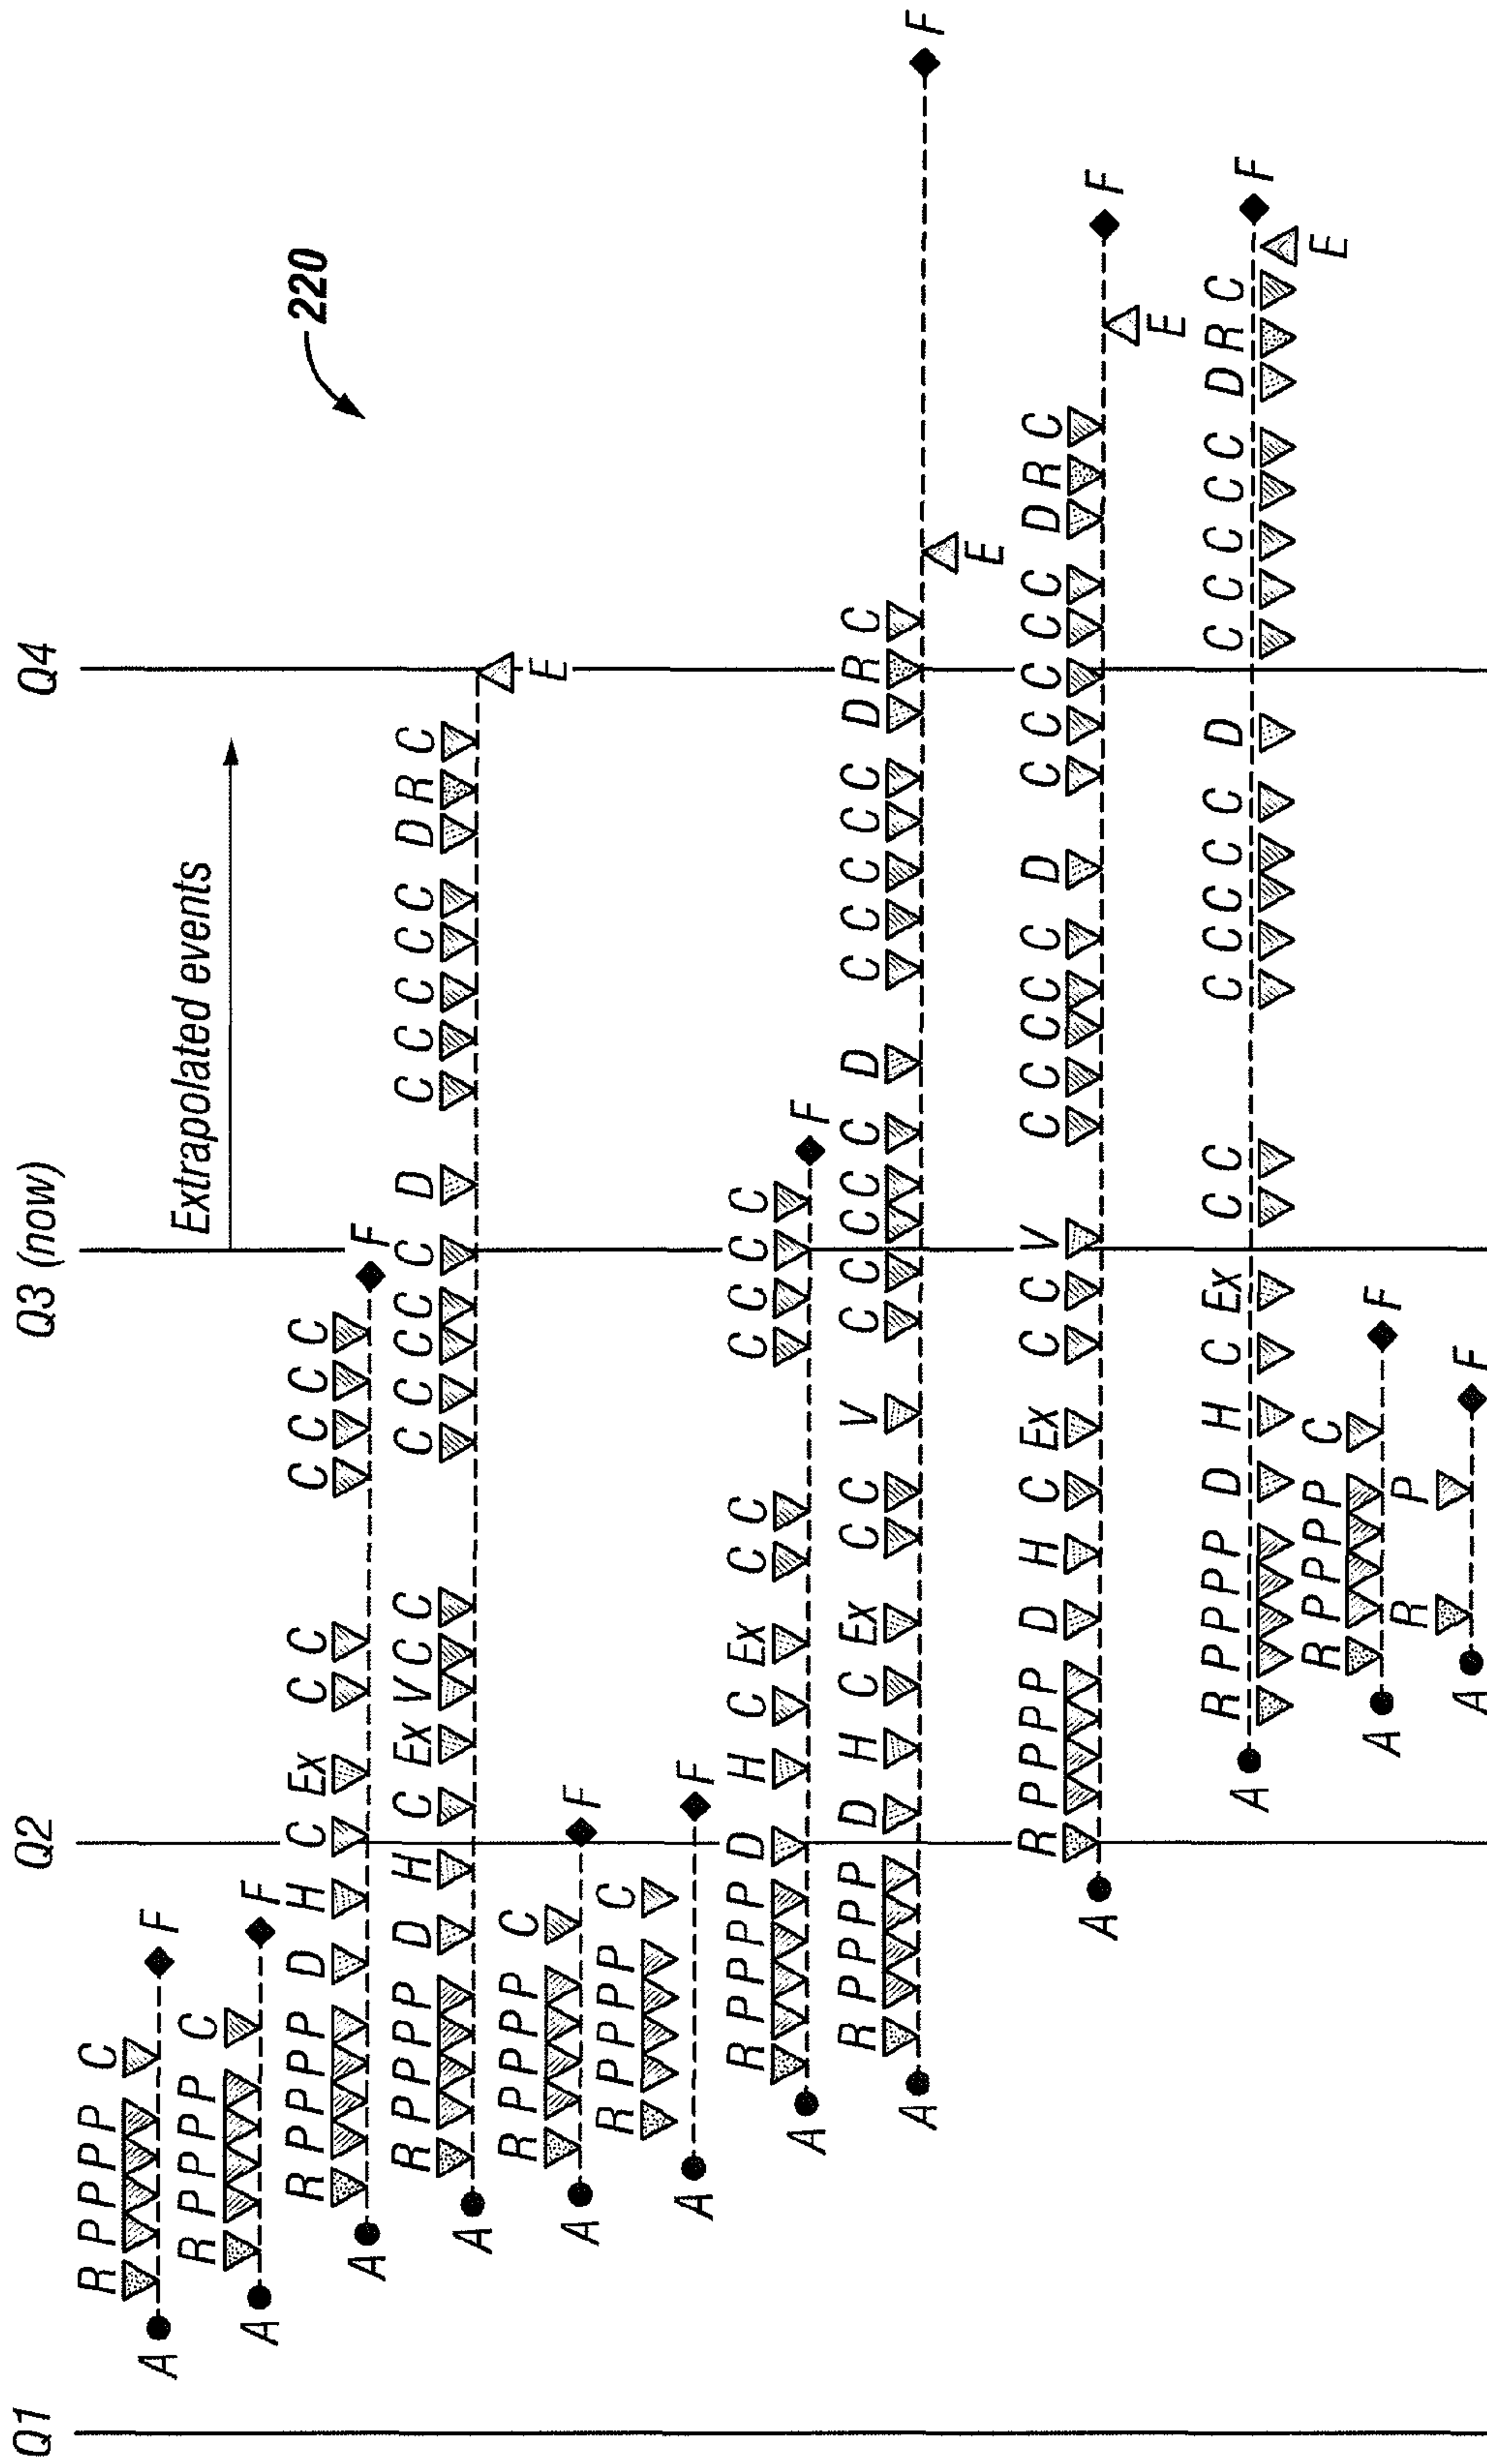 Q1 Q2 Q3 (now) Q4
Extrapolated events
220
R P P P P C
A F
R P P P P C
A F
R P P P P D H C Ex C C C C C C
A F
R P P P P D H C Ex V C C C C C C C D C C C C C D R C
A
E
R P P P P C
A F
R P P P P C
A F
R P P P P D H C Ex C C C C C C
A F
R P P P P D H C Ex C C V C C C C C D C C C C C D R C
A F
E
R P P P P D H C Ex C C V C C C C C D C C C C C D R C
A F
E
R P P P P D H C Ex C C C C C C C D C C C C C D R C
A F
E
R P P P P C
A F
R P
A F